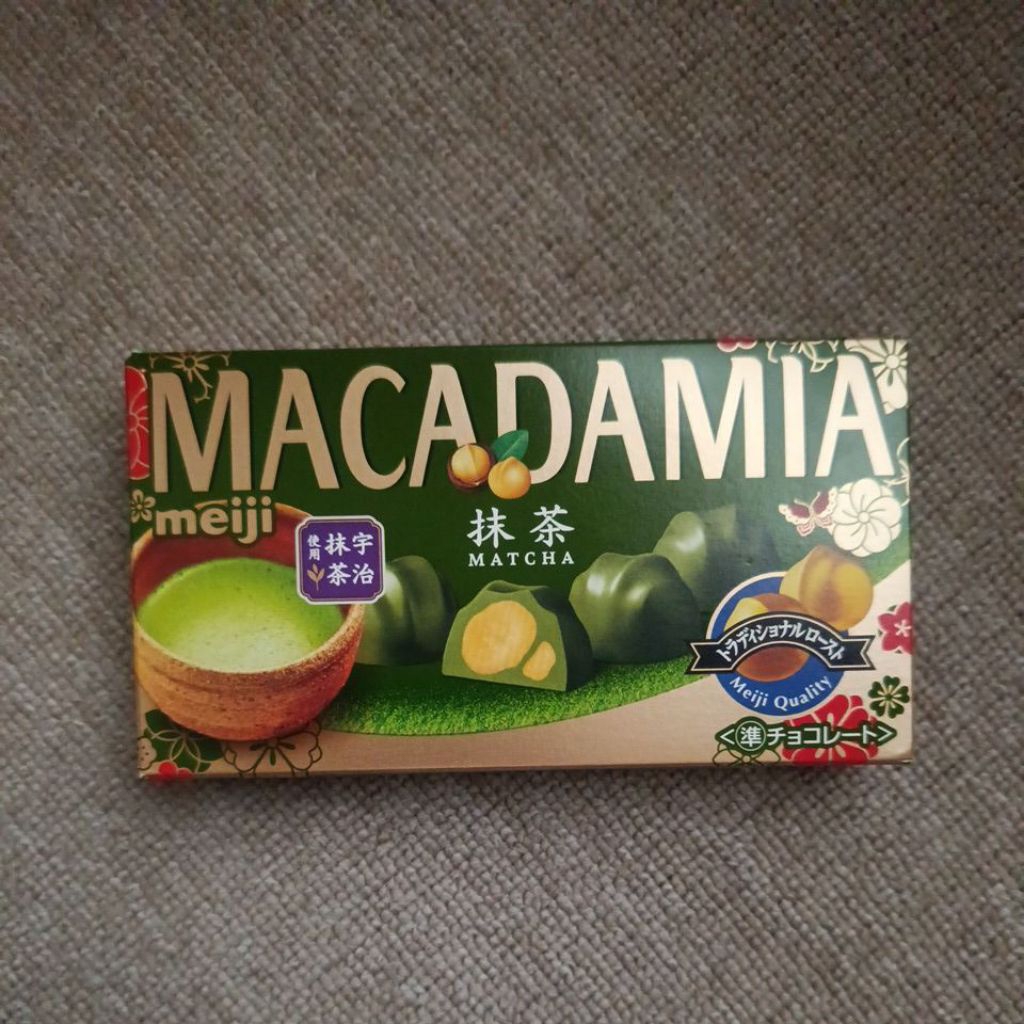 MACADAMIA
meiji
宇治
抹茶
使用
抹茶
MATCHA
トラディショナルロースト
Meiji Quality
<準チョコレート>